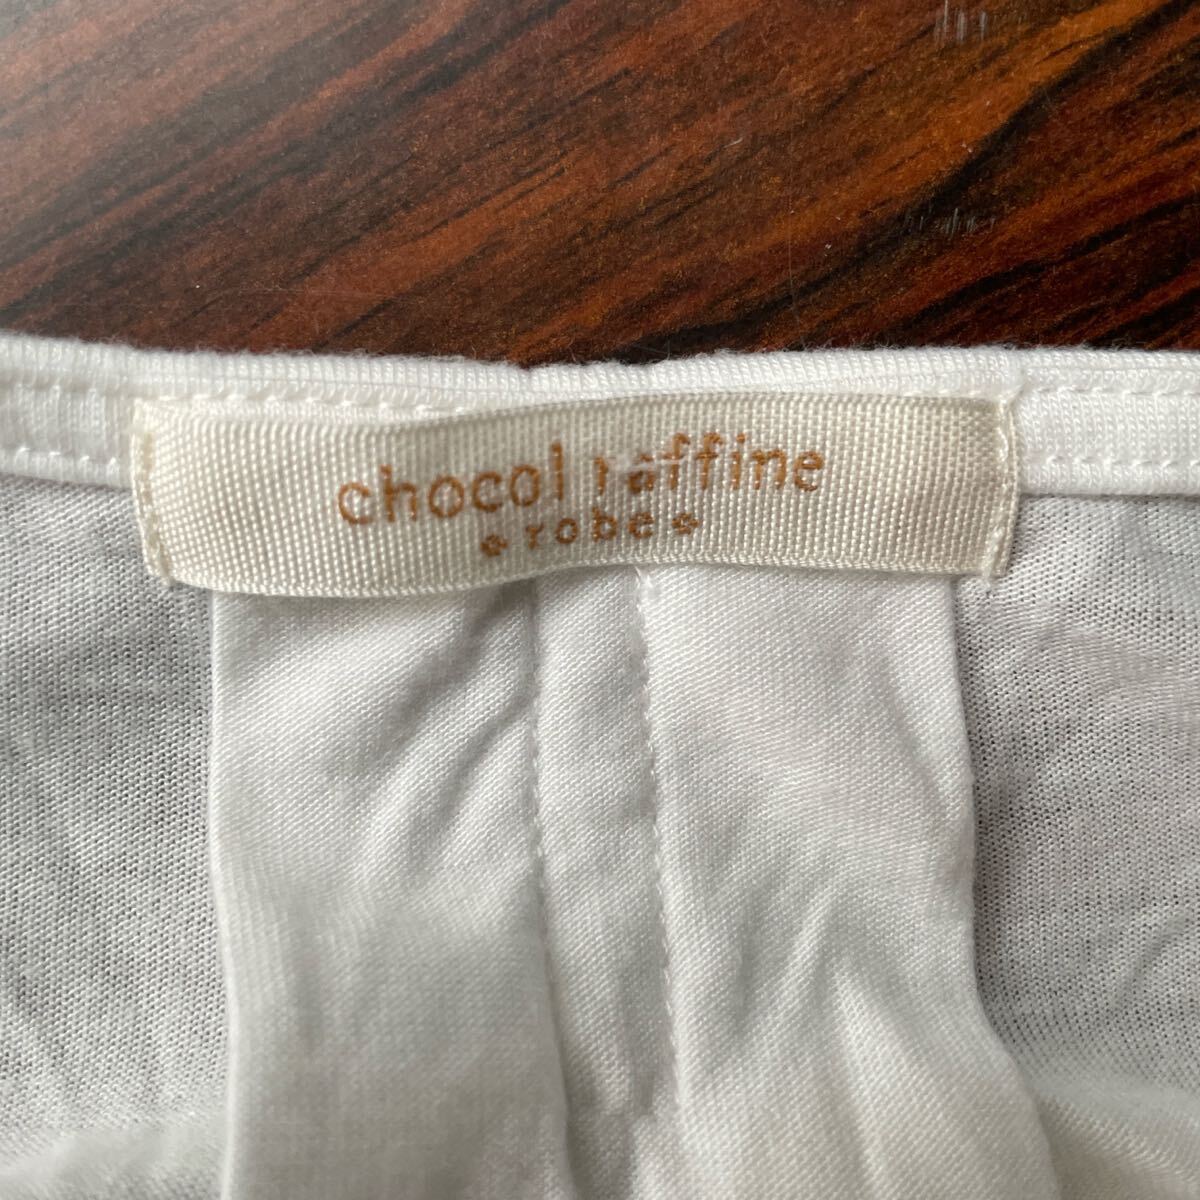 chocol raffine
robe